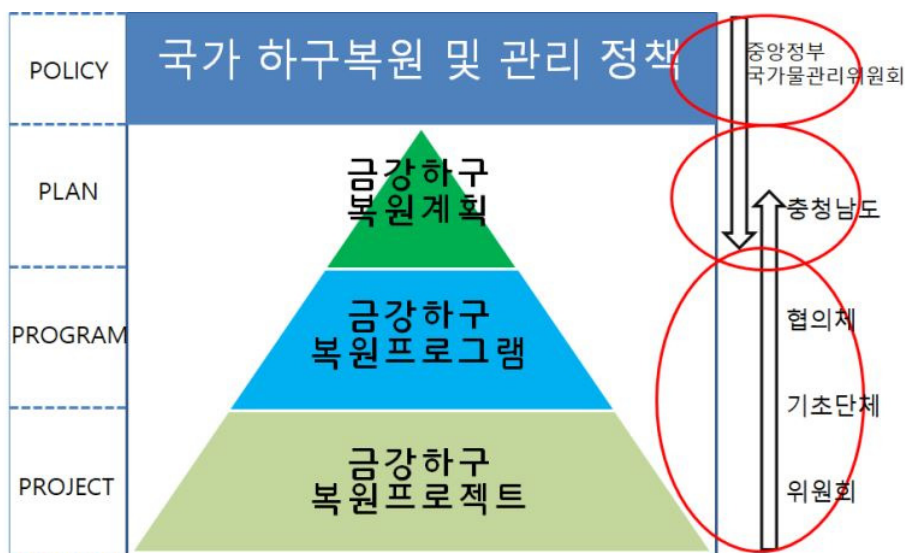 POLICY
국가 하구복원 및 관리 정책
중앙정부
국가물관리위원회
PLAN
금강하구
복원계획
충청남도
PROGRAM
금강하구
복원프로그램
협의체
기초단체
PROJECT
금강하구
복원프로젝트
위원회